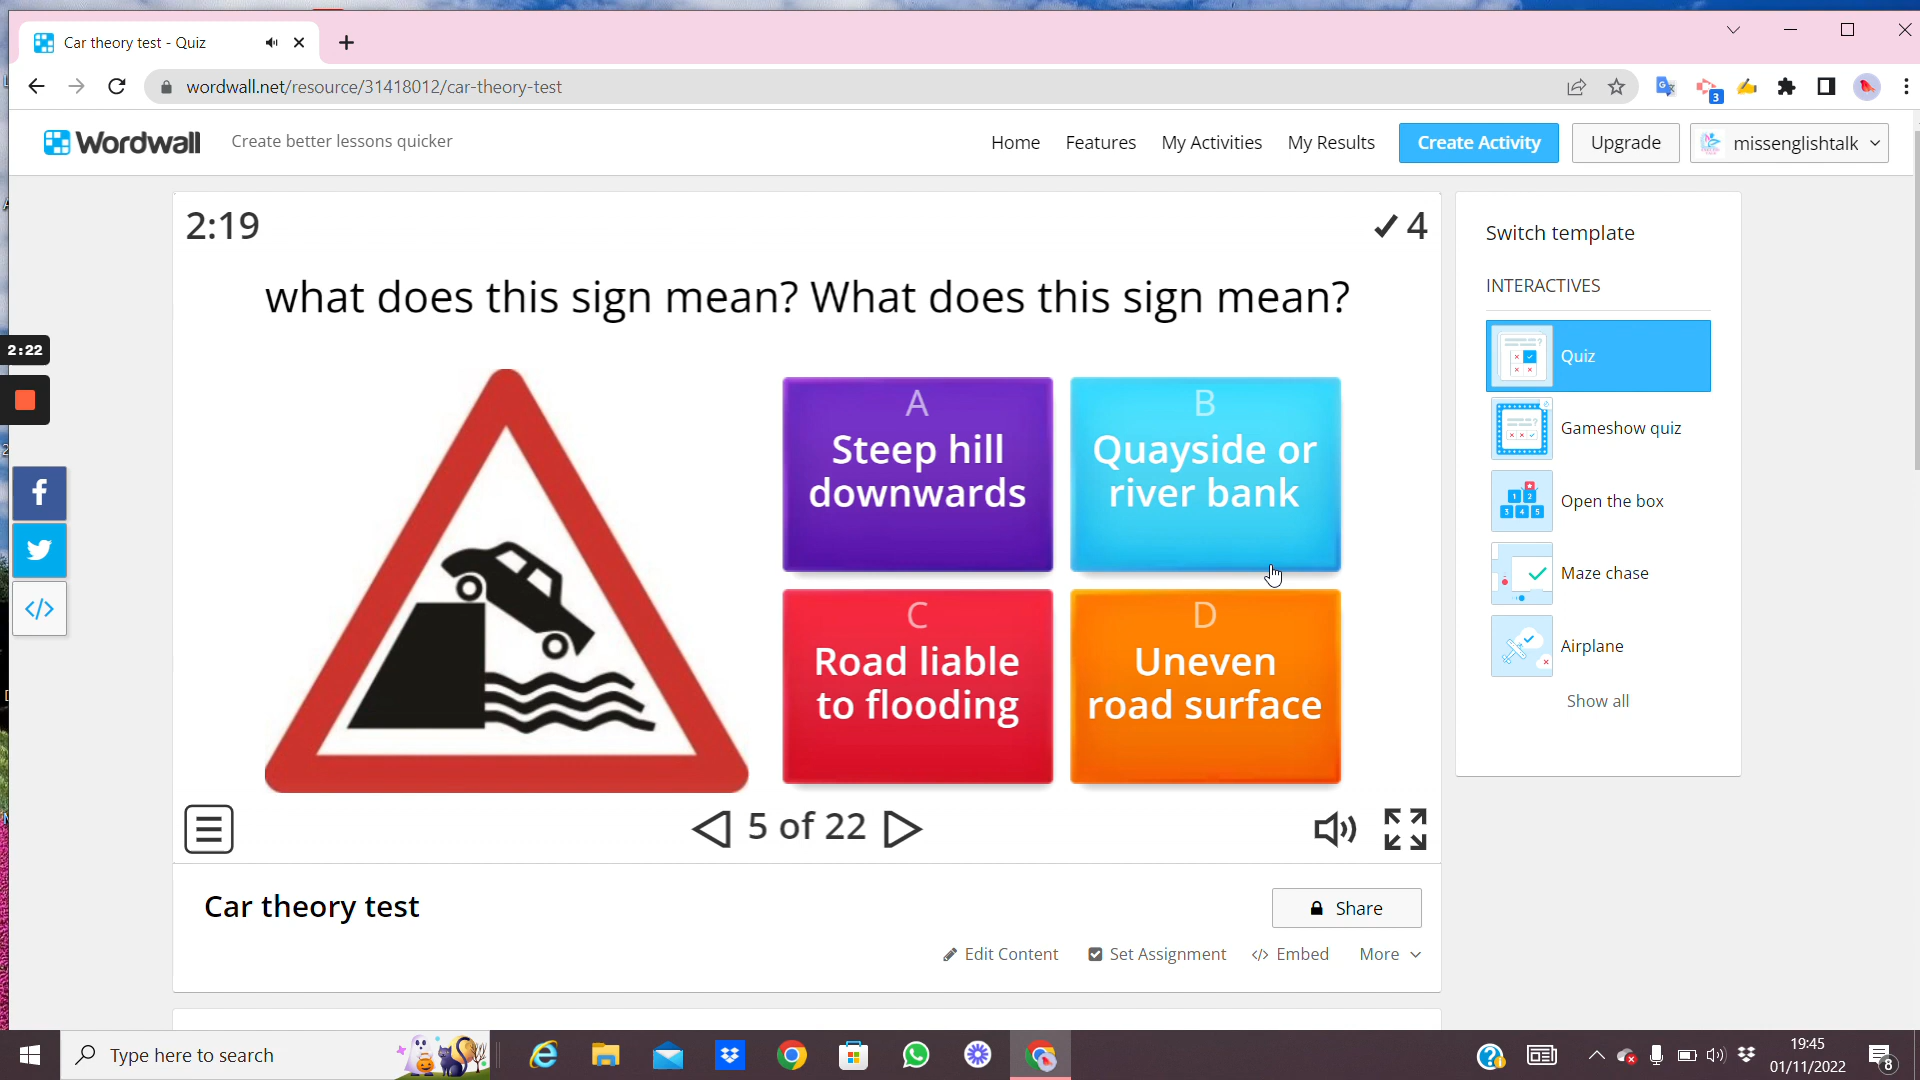 Car theory test - Quiz
wordwall.net/resource/31418012/car-theory-test
3
Wordwall
Create better lessons quicker
Home
Features
My Activities
My Results
Create Activity
Upgrade
missenglishtalk
2:19
4
what does this sign mean? What does this sign mean?
2:22
A
Steep hill
downwards
B
Quayside or
river bank
C
Road liable
to flooding
D
Uneven
road surface
5 of 22
Switch template
INTERACTIVES
Quiz
Gameshow quiz
Open the box
Maze chase
Airplane
Show all
Car theory test
Share
Edit Content
Set Assignment
</> Embed
More
Type here to search
19:45
01/11/2022
8